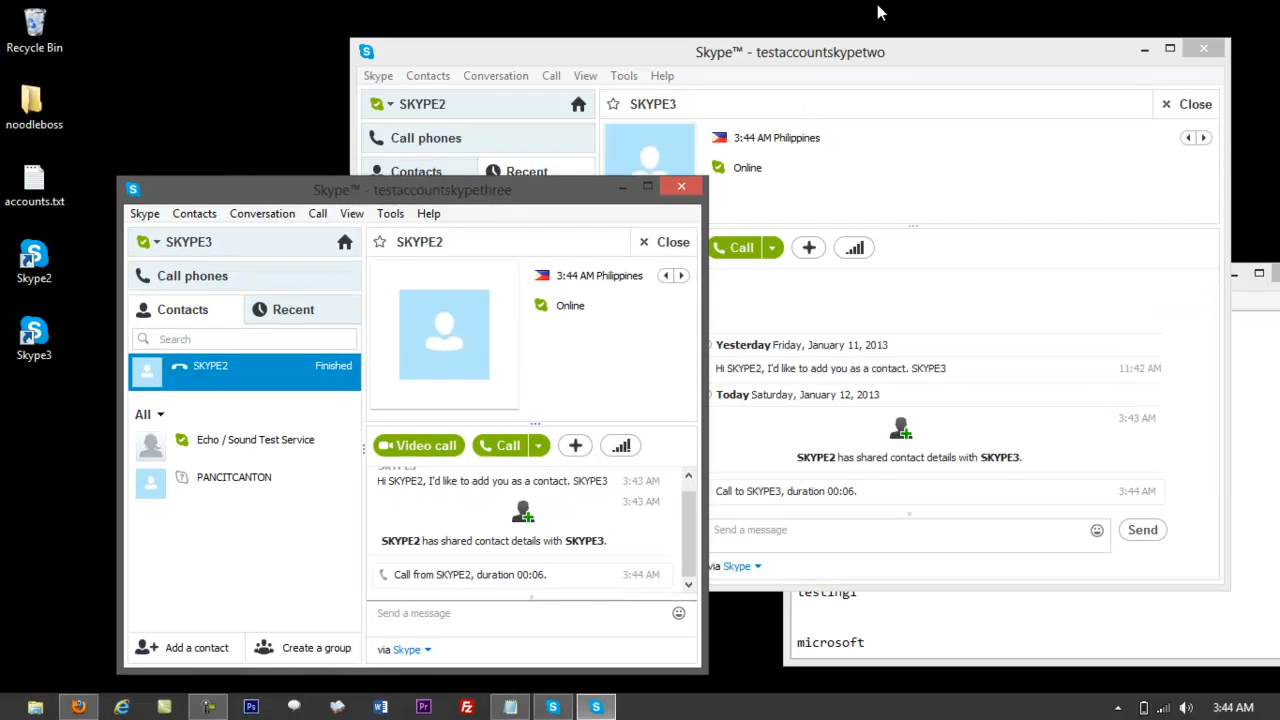 Recycle Bin
noodleboss
accounts.txt
Skype2
Skype3
Skype™ - testaccountskypetwo
Skype Contacts Conversation Call View Tools Help
SKYPE2
Call phones
Contacts Recent
SKYPE3
Close
3:44 AM Philippines
Online
Call
Yesterday Friday, January 11, 2013
Hi SKYPE2, I'd like to add you as a contact. SKYPE3 11:42 AM
Today Saturday, January 12, 2013
3:43 AM
SKYPE2 has shared contact details with SKYPE3.
Call to SKYPE3, duration 00:06. 3:44 AM
Send a message
Send
via Skype
Skype™ - testaccountskypethree
Skype Contacts Conversation Call View Tools Help
SKYPE3
Call phones
Contacts Recent
Search
SKYPE2 Finished
All
Echo / Sound Test Service
PANCITCANTON
Add a contact Create a group
SKYPE2
Close
3:44 AM Philippines
Online
Video call Call
SKYPE3
Hi SKYPE2, I'd like to add you as a contact. SKYPE3 3:43 AM
3:43 AM
SKYPE2 has shared contact details with SKYPE3.
Call from SKYPE2, duration 00:06. 3:44 AM
Send a message
via Skype
microsoft
3:44 AM